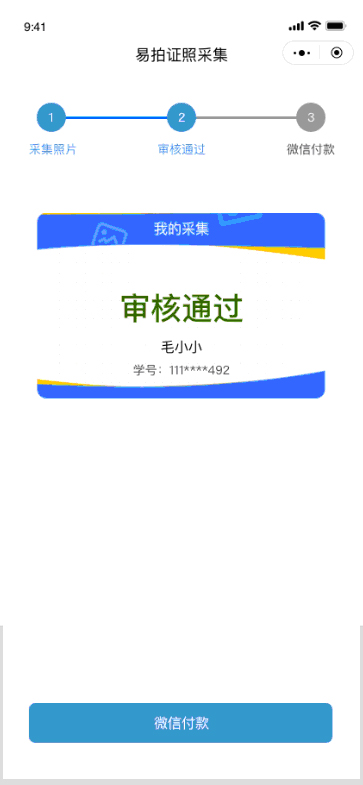 9:41
易拍证照采集
1
2
3
采集照片
审核通过
微信付款
我的采集
审核通过
毛小小
学号：111****492
微信付款